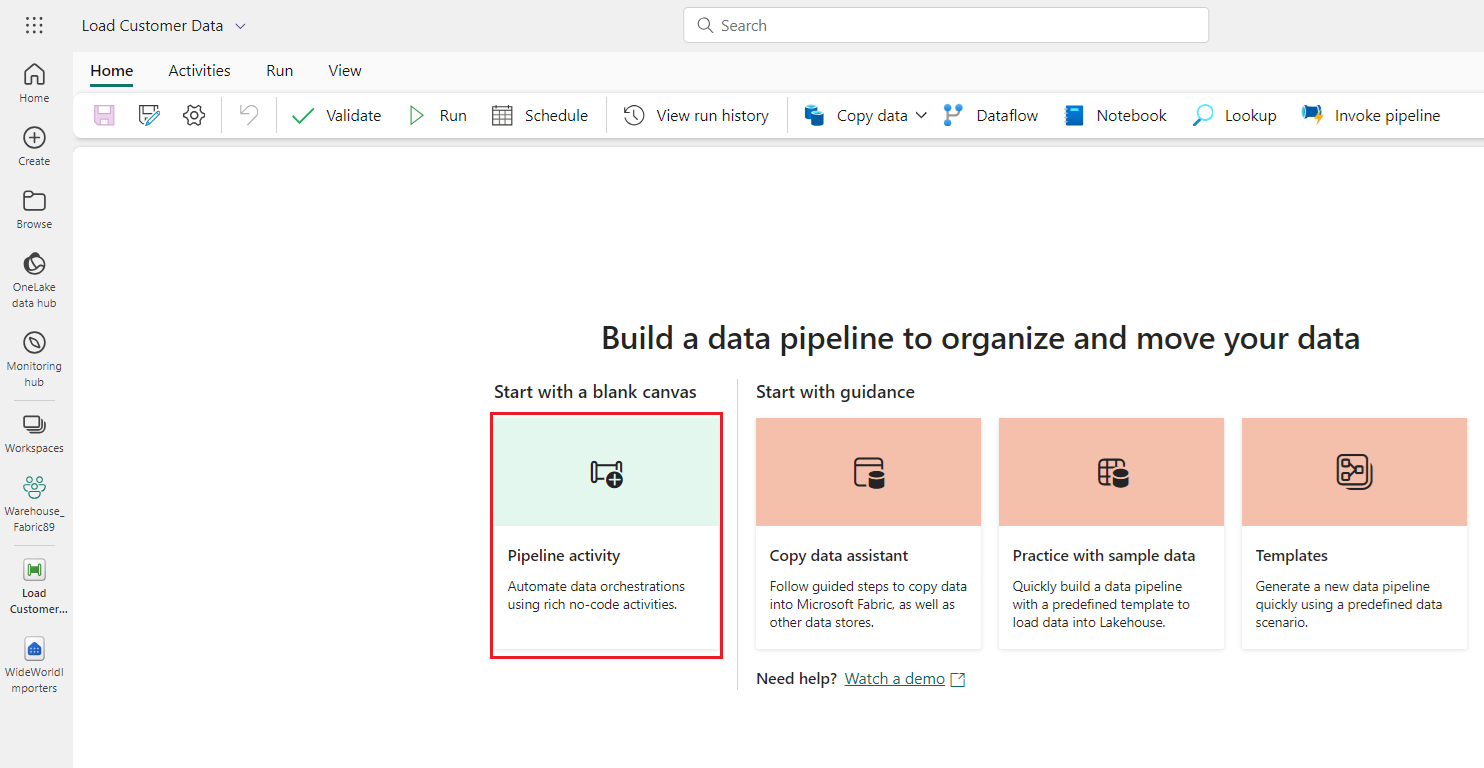 Load Customer Data
Search
Home
Activities
Run
View
Validate
Run
Schedule
View run history
Copy data
Dataflow
Notebook
Lookup
Invoke pipeline
Home
Create
Browse
OneLake
data hub
Monitoring
hub
Workspaces
Warehouse_
Fabric89
Load
Customer...
WideWorldI
mporters
Build a data pipeline to organize and move your data
Start with a blank canvas
Pipeline activity
Automate data orchestrations
using rich no-code activities.
Start with guidance
Copy data assistant
Follow guided steps to copy data
into Microsoft Fabric, as well as
other data stores.
Practice with sample data
Quickly build a data pipeline
with a predefined template to
load data into Lakehouse.
Templates
Generate a new data pipeline
quickly using a predefined data
scenario.
Need help? Watch a demo